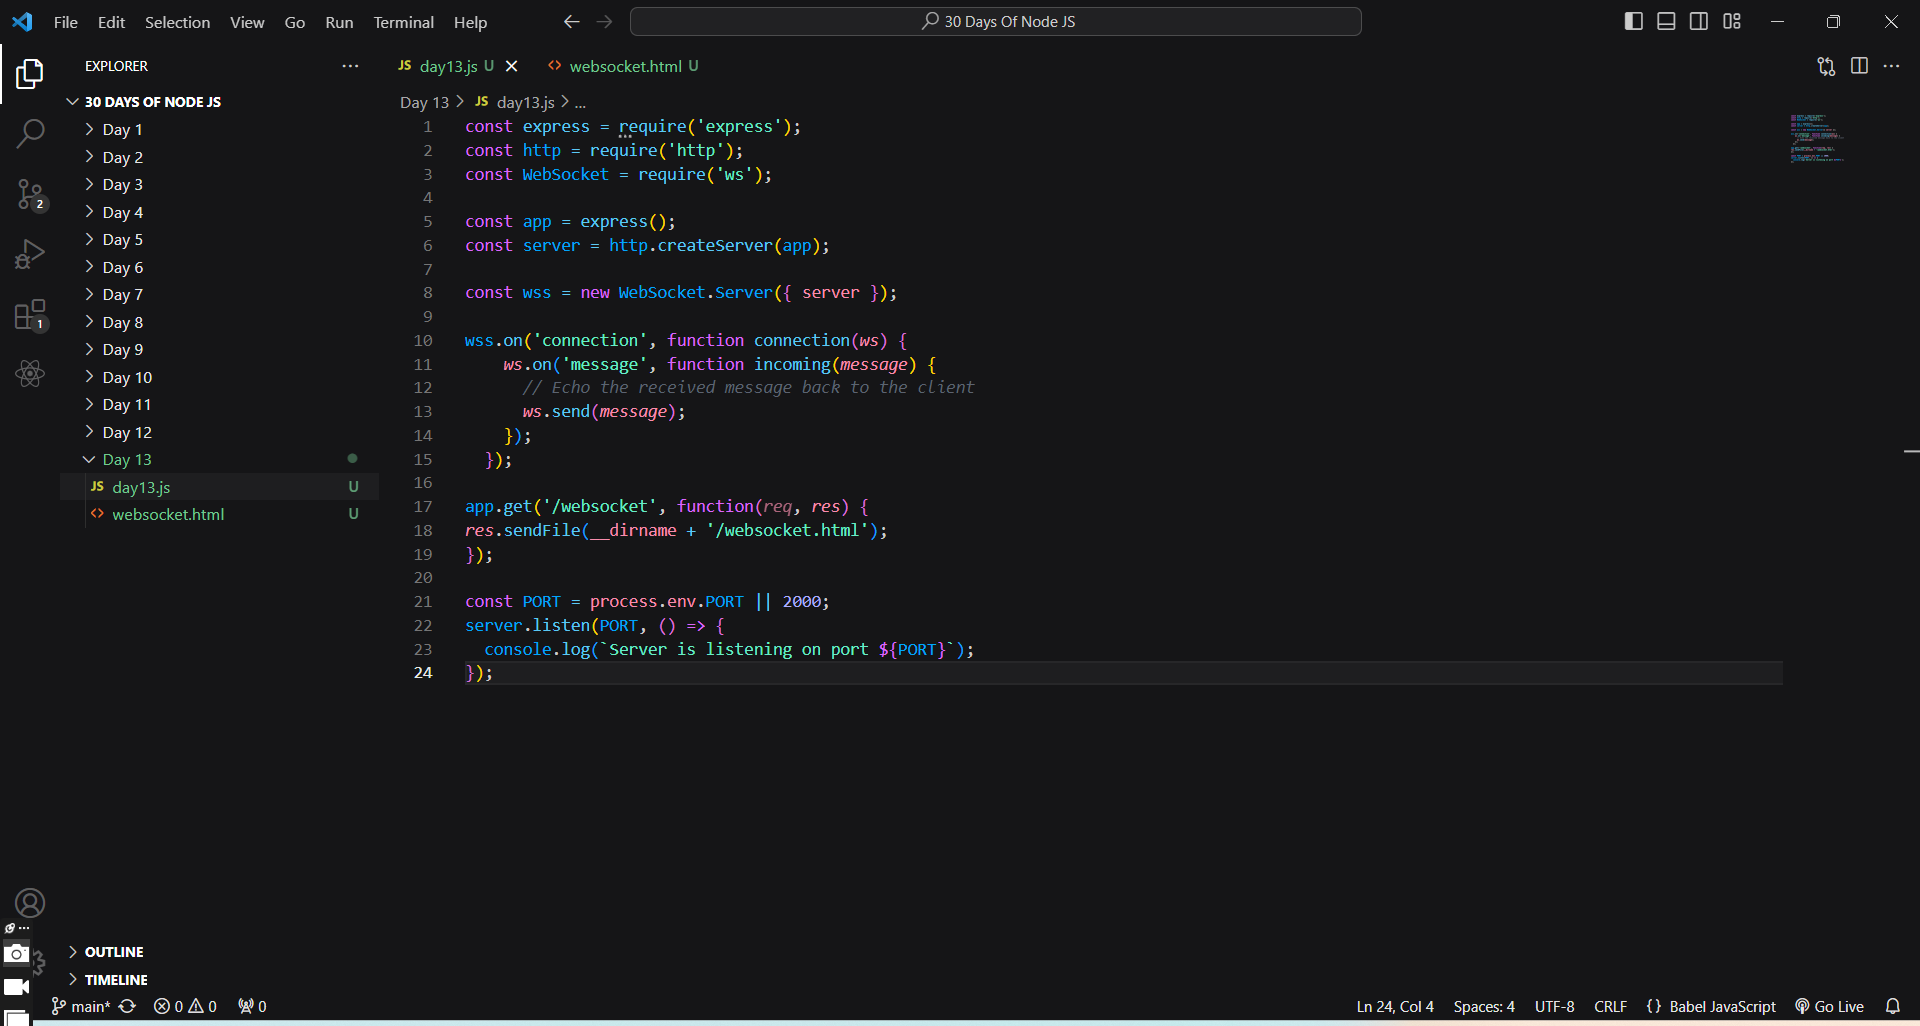 File Edit Selection View Go Run Terminal Help
30 Days Of Node JS
EXPLORER
30 DAYS OF NODE JS
Day 1
Day 2
Day 3
Day 4
Day 5
Day 6
Day 7
Day 8
Day 9
Day 10
Day 11
Day 12
Day 13
JS day13.js U
<> websocket.html U
OUTLINE
TIMELINE
2
1
JS day13.js U
<> websocket.html U
Day 13 > JS day13.js > ...
1 const express = require('express');
2 const http = require('http');
3 const WebSocket = require('ws');
4
5 const app = express();
6 const server = http.createServer(app);
7
8 const wss = new WebSocket.Server({ server });
9
10 wss.on('connection', function connection(ws) {
11     ws.on('message', function incoming(message) {
12       // Echo the received message back to the client
13       ws.send(message);
14     });
15   });
16
17 app.get('/websocket', function(req, res) {
18 res.sendFile(__dirname + '/websocket.html');
19 });
20
21 const PORT = process.env.PORT || 2000;
22 server.listen(PORT, () => {
23   console.log(`Server is listening on port ${PORT}`);
24 });
main* 0 0 0
Ln 24, Col 4 Spaces: 4 UTF-8 CRLF {} Babel JavaScript Go Live